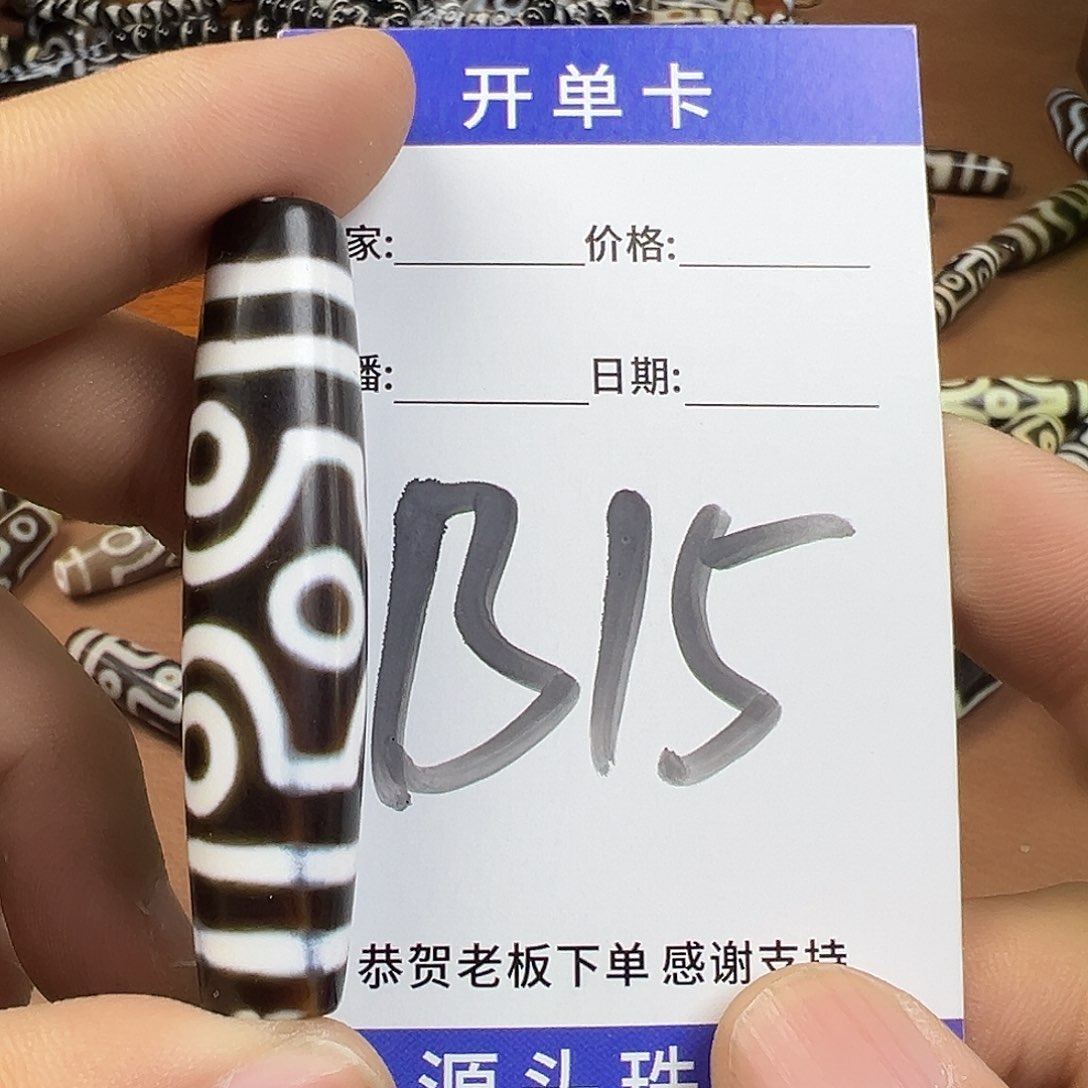 开单卡
家: 价格:
播: 日期:
B15
恭贺老板下单 感谢支持
源头珠